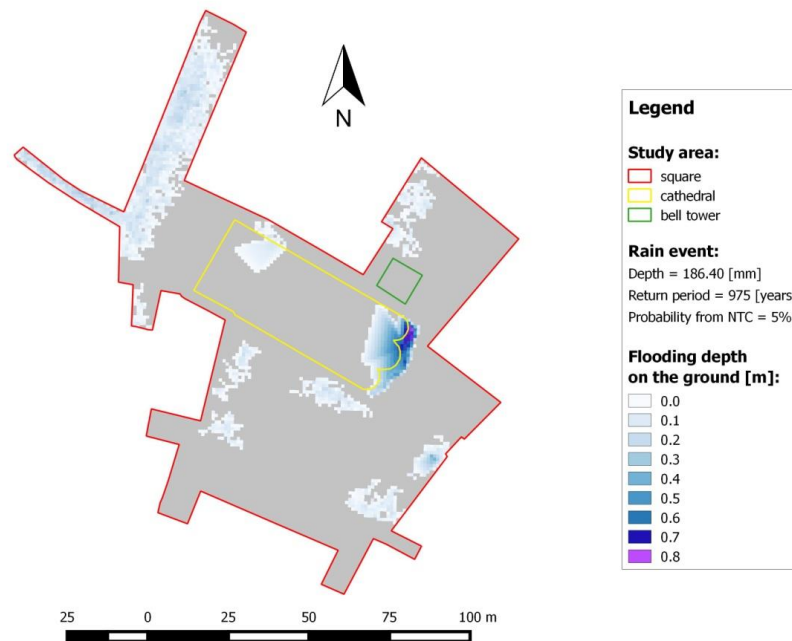 N
Legend
Study area:
square
cathedral
bell tower
Rain event:
Depth = 186.40 [mm]
Return period = 975 [years
Probability from NTC = 5%
Flooding depth
on the ground [m]:
0.0
0.1
0.2
0.3
0.4
0.5
0.6
0.7
0.8
25 0 25 50 75 100 m